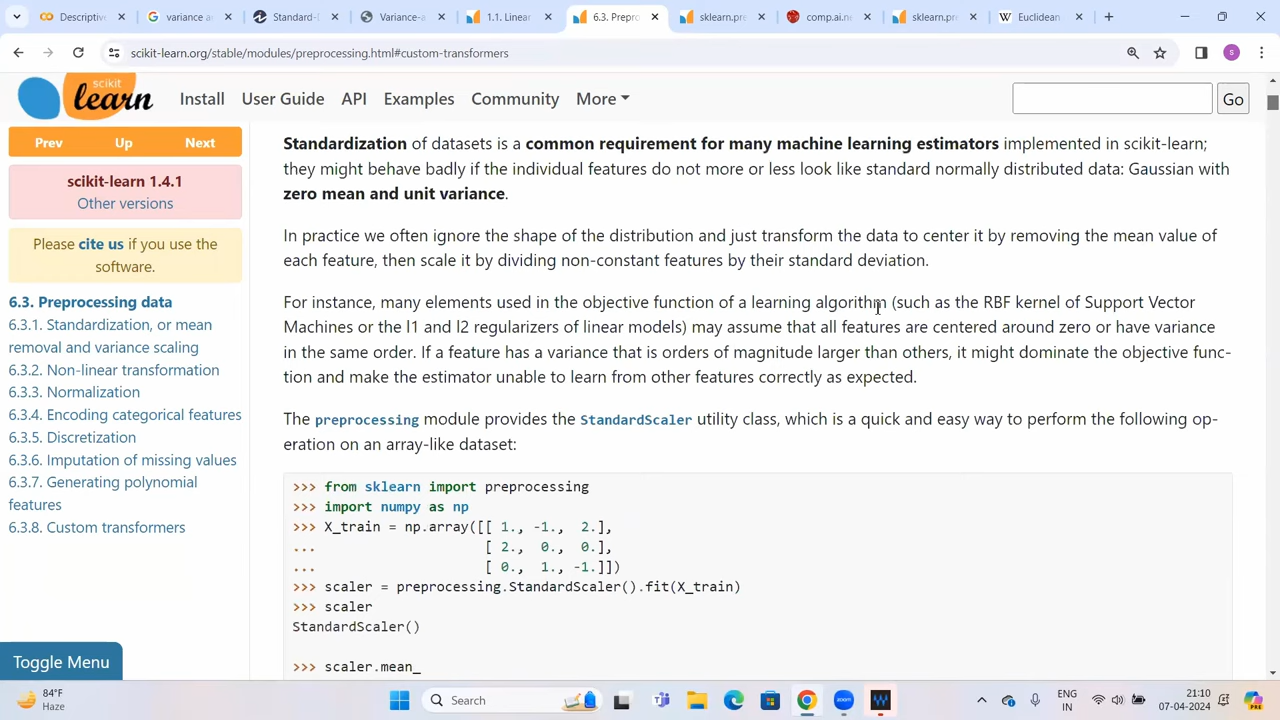 Descriptive
variance a
Standard-D
Variance-a
1.1. Linear
6.3. Prepro
sklearn.pre
comp.ai.ne
sklearn.pre
Euclidean
scikit-learn.org/stable/modules/preprocessing.html#custom-transformers
S
scikit
learn
Install
User Guide
API
Examples
Community
More
Go
Prev
Up
Next
scikit-learn 1.4.1
Other versions
Please cite us if you use the
software.
6.3. Preprocessing data
6.3.1. Standardization, or mean
removal and variance scaling
6.3.2. Non-linear transformation
6.3.3. Normalization
6.3.4. Encoding categorical features
6.3.5. Discretization
6.3.6. Imputation of missing values
6.3.7. Generating polynomial
features
6.3.8. Custom transformers
Toggle Menu
Standardization of datasets is a common requirement for many machine learning estimators implemented in scikit-learn;
they might behave badly if the individual features do not more or less look like standard normally distributed data: Gaussian with
zero mean and unit variance.
In practice we often ignore the shape of the distribution and just transform the data to center it by removing the mean value of
each feature, then scale it by dividing non-constant features by their standard deviation.
For instance, many elements used in the objective function of a learning algorithm (such as the RBF kernel of Support Vector
Machines or the l1 and l2 regularizers of linear models) may assume that all features are centered around zero or have variance
in the same order. If a feature has a variance that is orders of magnitude larger than others, it might dominate the objective func-
tion and make the estimator unable to learn from other features correctly as expected.
The preprocessing module provides the StandardScaler utility class, which is a quick and easy way to perform the following op-
eration on an array-like dataset:
>>> from sklearn import preprocessing
>>> import numpy as np
>>> X_train = np.array([[ 1., -1.,  2.],
...                     [ 2.,  0.,  0.],
...                     [ 0.,  1., -1.]])
>>> scaler = preprocessing.StandardScaler().fit(X_train)
>>> scaler
StandardScaler()
>>> scaler.mean_
84°F
Haze
Search
ENG
IN
21:10
07-04-2024